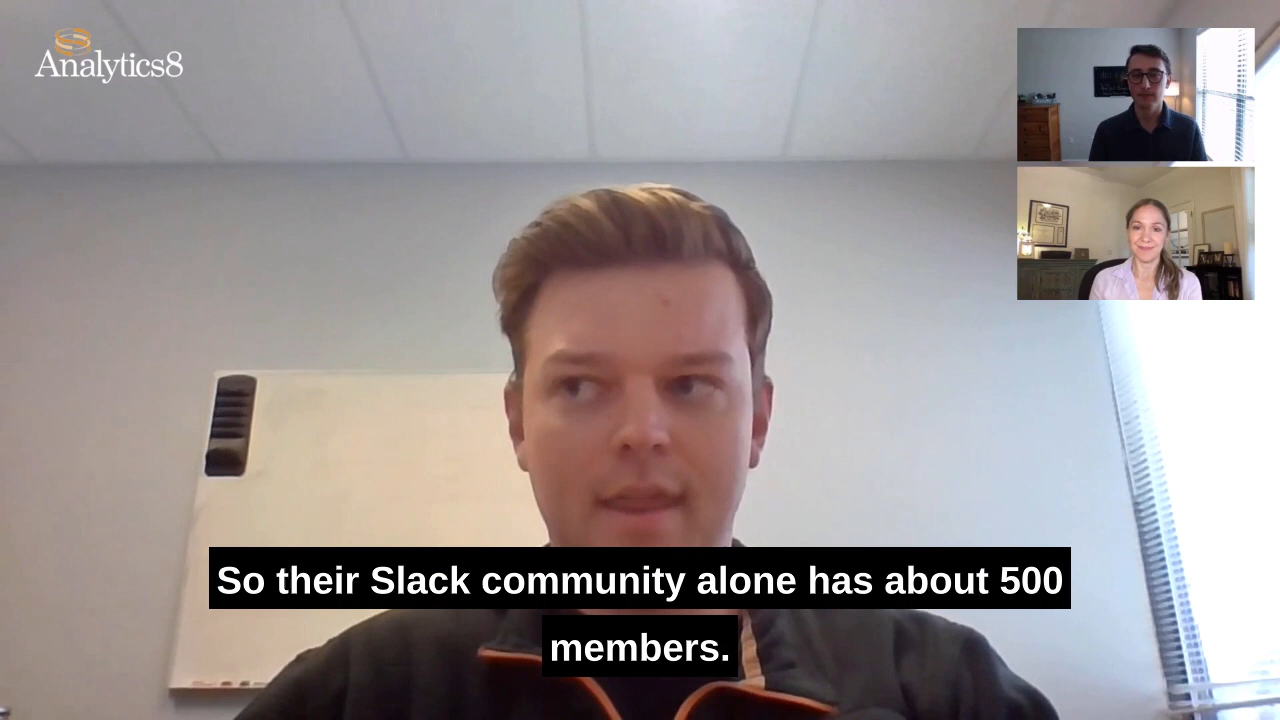 Analytics8
So their Slack community alone has about 500
members.